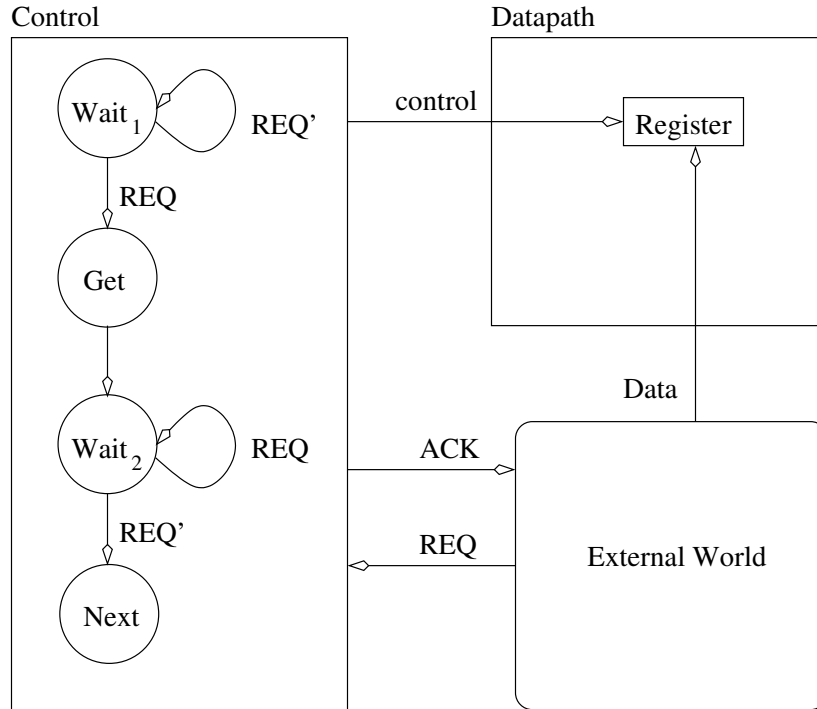 Control
Datapath
Wait 1
REQ’
control
Register
REQ
Get
Data
Wait 2
REQ
ACK
REQ’
REQ
External World
Next